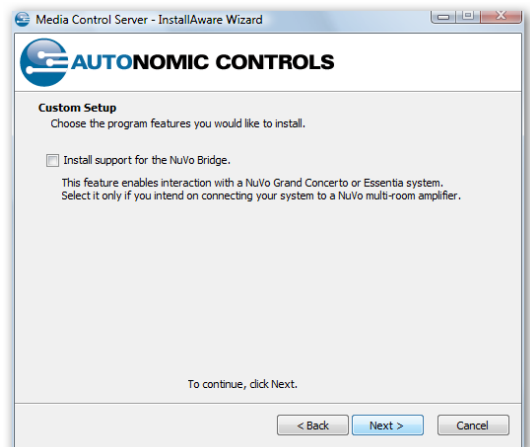 Media Control Server - InstallAware Wizard
AUTONOMIC CONTROLS
Custom Setup
Choose the program features you would like to install.
Install support for the NuVo Bridge.
This feature enables interaction with a NuVo Grand Concerto or Essentia system.
Select it only if you intend on connecting your system to a NuVo multi-room amplifier.
To continue, click Next.
< Back Next > Cancel